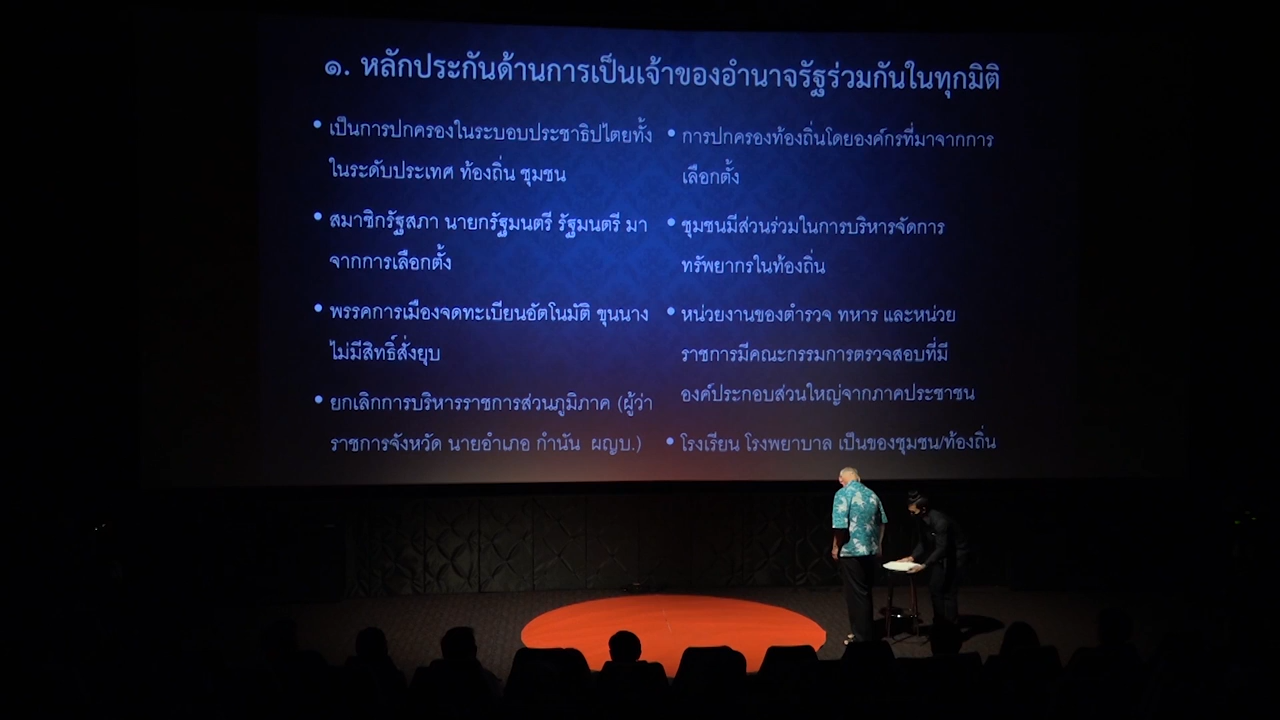 ๑. หลักประกันด้านการเป็นเจ้าของอำนาจรัฐร่วมกันในทุกมิติ
• เป็นการปกครองในระบอบประชาธิปไตยทั้ง
ในระดับประเทศ ท้องถิ่น ชุมชน
• สมาชิกรัฐสภา นายกรัฐมนตรี รัฐมนตรี มา
จากการเลือกตั้ง
• พรรคการเมืองจดทะเบียนอัตโนมัติ ขุนนาง
ไม่มีสิทธิ์สั่งยุบ
• ยกเลิกการบริหารราชการส่วนภูมิภาค (ผู้ว่า
ราชการจังหวัด นายอำเภอ กำนัน ผญบ.)
• การปกครองท้องถิ่นโดยองค์กรที่มาจากการ
เลือกตั้ง
• ชุมชนมีส่วนร่วมในการบริหารจัดการ
ทรัพยากรในท้องถิ่น
• หน่วยงานของตำรวจ ทหาร และหน่วย
ราชการมีคณะกรรมการตรวจสอบที่มี
องค์ประกอบส่วนใหญ่จากภาคประชาชน
• โรงเรียน โรงพยาบาล เป็นของชุมชน/ท้องถิ่น